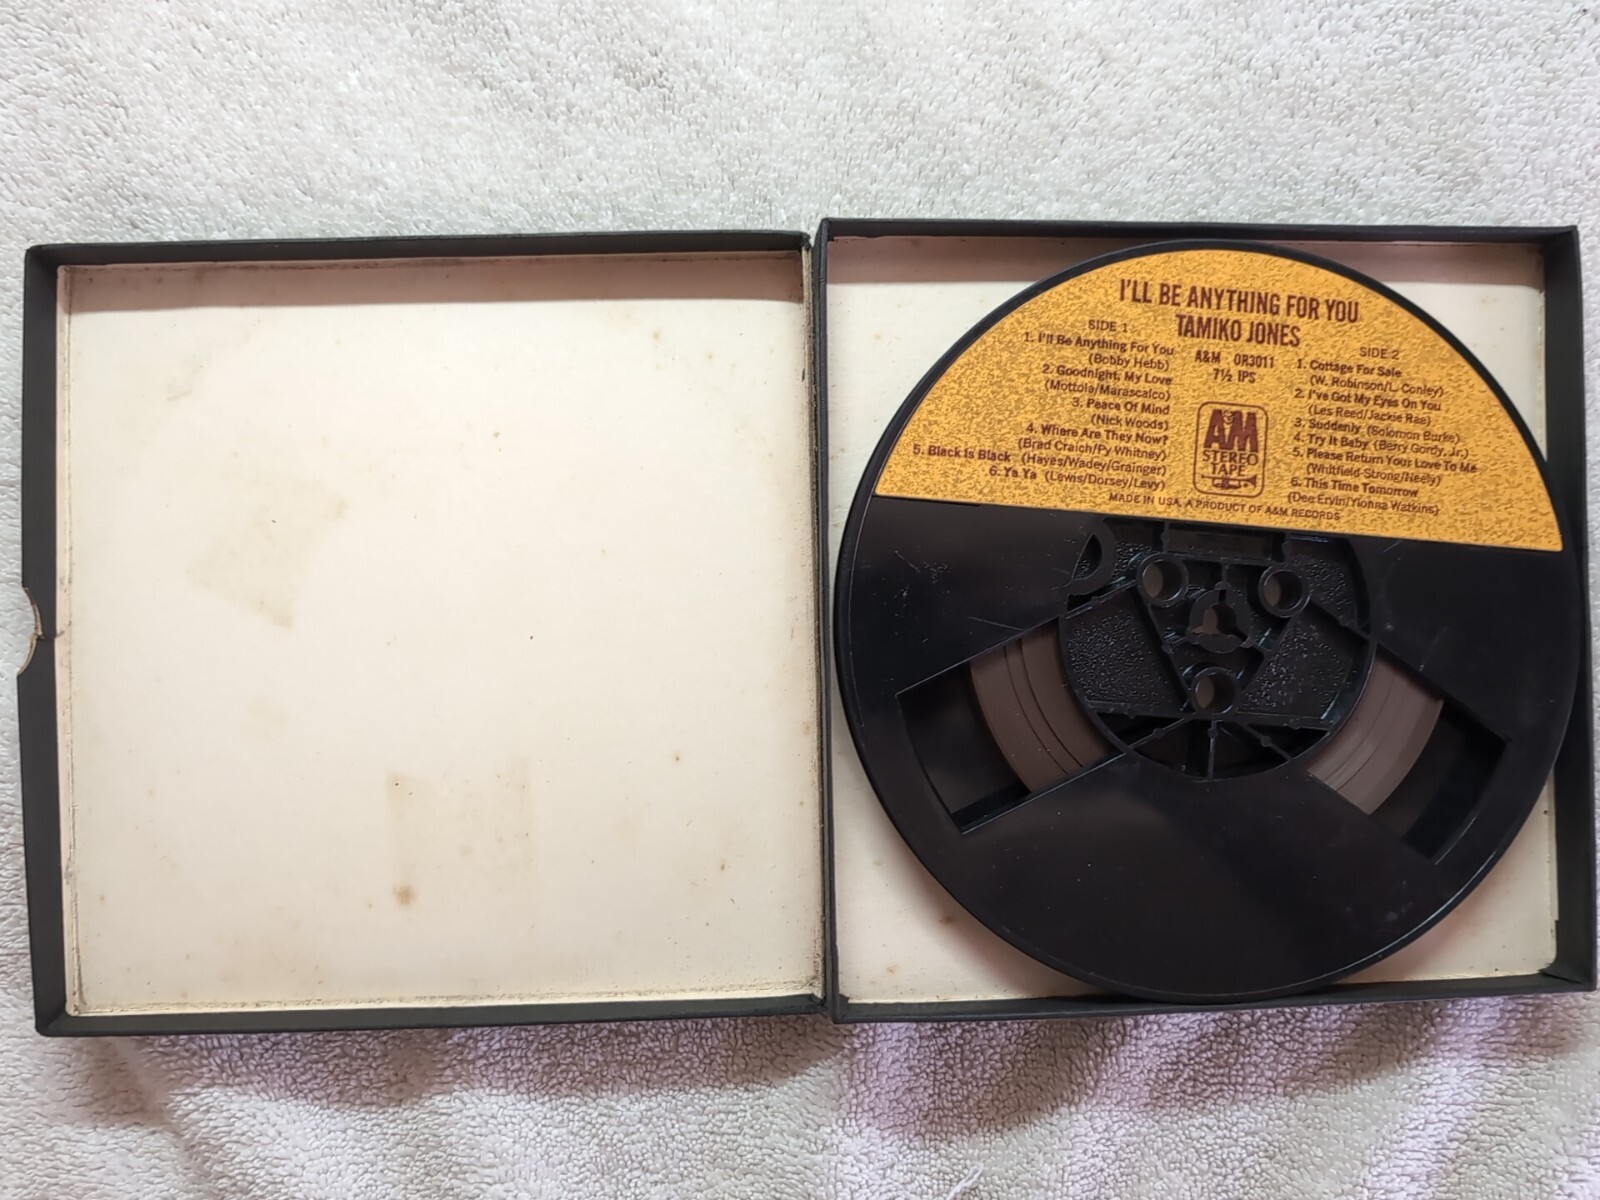 I'LL BE ANYTHING FOR YOU
TAMIKO JONES
A&M OR3011
7½ IPS
SIDE 1
1. I'll Be Anything For You
(Bobby Hebb)
2. Goodnight, My Love
(Mottola/Marascalco)
3. Peace Of Mind
(Nick Woods)
4. Where Are They Now?
(Brad Craich/Py Whitney)
5. Black Is Black (Hayes/Wadey/Grainger)
6. Ya Ya (Lewis/Dorsey/Levy)
SIDE 2
1. Cottage For Sale
(W. Robinson/L. Conley)
2. I've Got My Eyes On You
(Les Reed/Jackie Rae)
3. Suddenly (Solomon Burke)
4. Try It Baby (Berry Gordy, Jr.)
5. Please Return Your Love To Me
(Whitfield-Strong/Neely)
6. This Time Tomorrow
(Dee Ervin/Yionna Watkins)
A&M
STEREO
TAPE
MADE IN USA, A PRODUCT OF A&M RECORDS